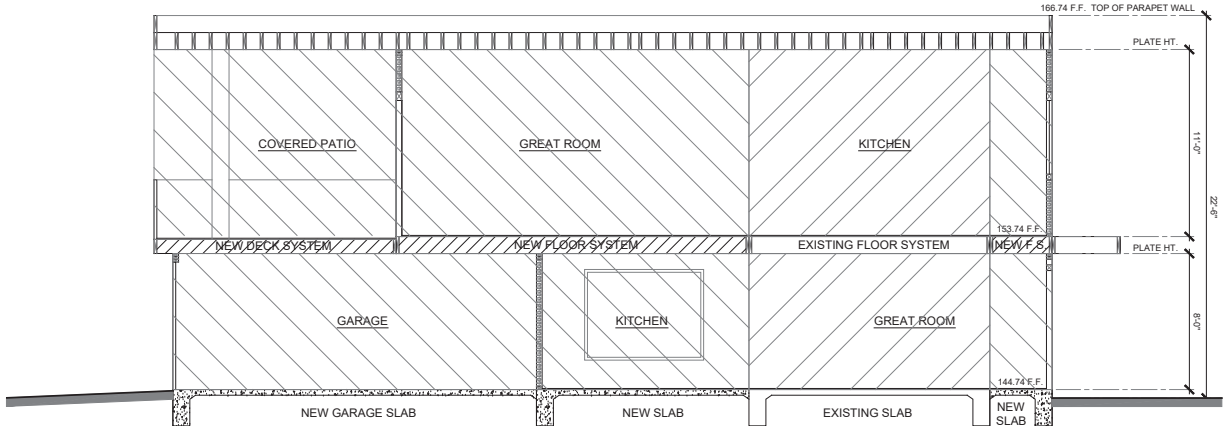 166.74 F.F. TOP OF PARAPET WALL
PLATE HT.
COVERED PATIO
GREAT ROOM
KITCHEN
11'-0"
22'-6"
153.74 F.F.
NEW DECK SYSTEM
NEW FLOOR SYSTEM
EXISTING FLOOR SYSTEM
NEW F.S.
PLATE HT.
GARAGE
KITCHEN
GREAT ROOM
8'-0"
144.74 F.F.
NEW GARAGE SLAB
NEW SLAB
EXISTING SLAB
NEW
SLAB